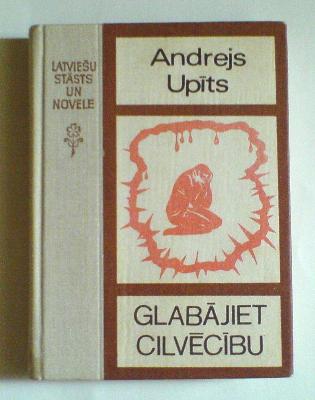 LATVIEŠU
STĀSTS
UN
NOVELE
Andrejs
Upīts
GLABĀJIET
CILVĒCĪBU